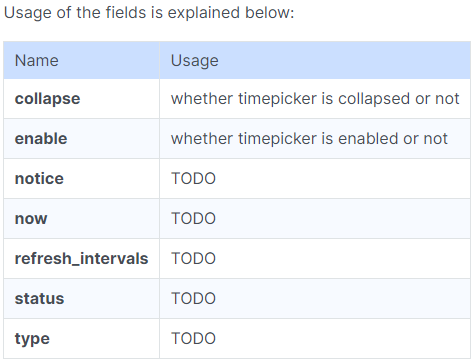 Usage of the fields is explained below:
Name Usage
collapse whether timepicker is collapsed or not
enable whether timepicker is enabled or not
notice TODO
now TODO
refresh_intervals TODO
status TODO
type TODO